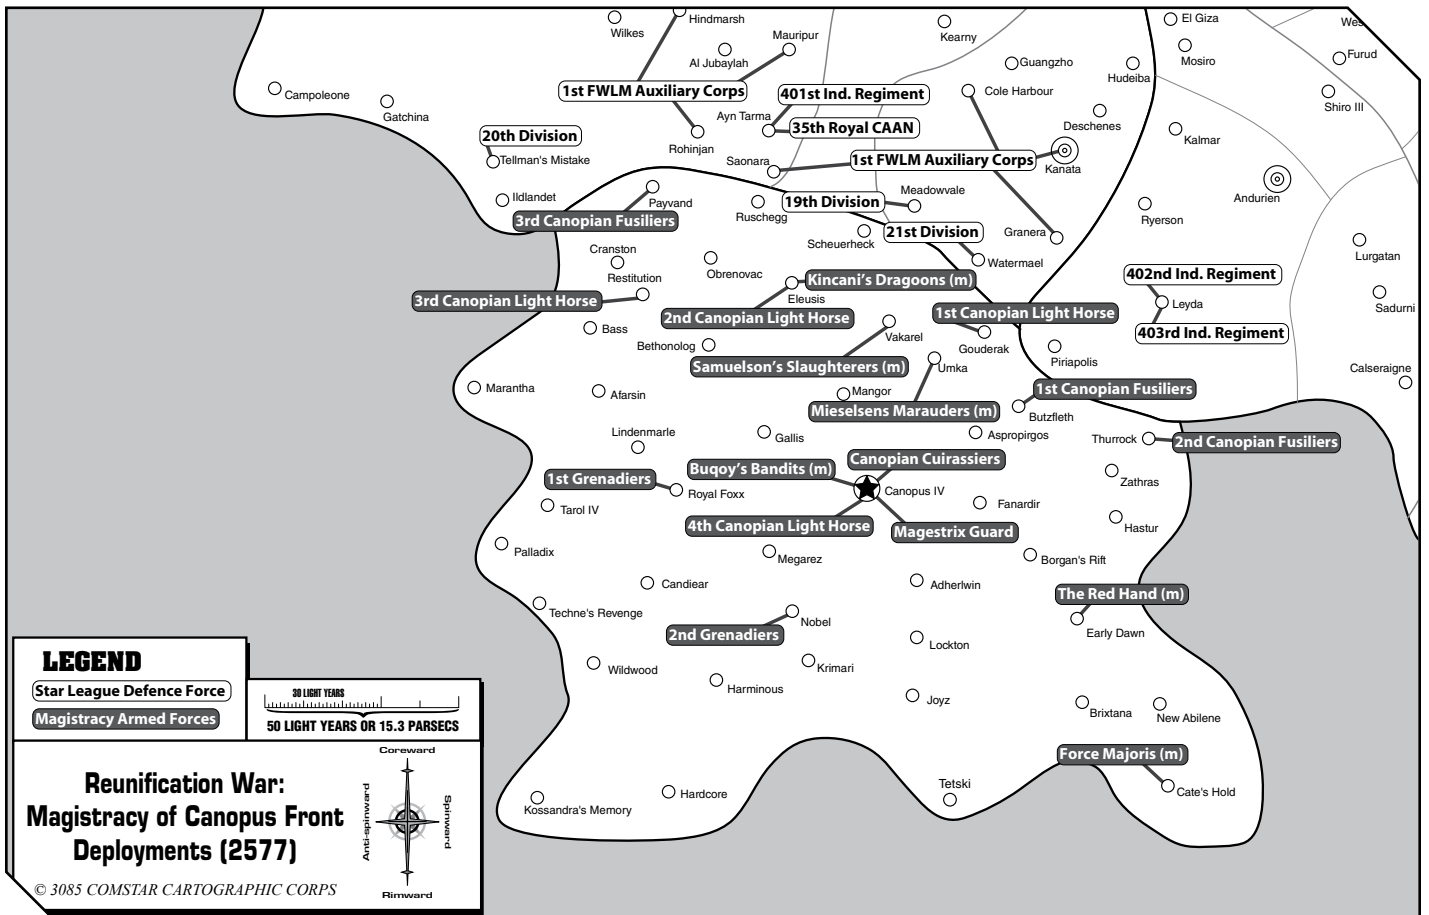 Hindmarsh
Wilkes
Mauripur
Al Jubaylah
Kearny
El Giza
Wes
Mosiro
Furud
Guangzho
Hudeiba
Campoleone
Gatchina
1st FWLM Auxiliary Corps
401st Ind. Regiment
Cole Harbour
Shiro III
Ayn Tarma
35th Royal CAAN
Deschenes
20th Division
Tellman's Mistake
Rohinjan
Saonara
1st FWLM Auxiliary Corps
Kanata
Kalmar
Andurien
Ildlandet
Payvand
Ruschegg
19th Division
Meadowvale
3rd Canopian Fusiliers
21st Division
Granera
Ryerson
Scheuerheck
Cranston
Restitution
Obrenovac
Watermael
Lurgatan
Kincani's Dragoons (m)
402nd Ind. Regiment
Leyda
403rd Ind. Regiment
Sadurni
3rd Canopian Light Horse
Eleusis
2nd Canopian Light Horse
1st Canopian Light Horse
Bass
Bethonolog
Vakarel
Gouderak
Piriapolis
Samuelson's Slaughterers (m)
Umka
Calseraigne
Marantha
Afarsin
Mangor
1st Canopian Fusiliers
Mieselsens Marauders (m)
Butzfleth
Lindenmarle
Gallis
Aspropirgos
Thurrock
2nd Canopian Fusiliers
Buqoy's Bandits (m)
Canopian Cuirassiers
1st Grenadiers
Royal Foxx
Canopus IV
Zathras
Tarol IV
Fanardir
4th Canopian Light Horse
Magestrix Guard
Hastur
Palladix
Megarez
Borgan's Rift
Candiear
Adherlwin
The Red Hand (m)
Techne's Revenge
Nobel
2nd Grenadiers
Early Dawn
Lockton
Wildwood
Krimari
Harminous
Joyz
Brixtana
New Abilene
Force Majoris (m)
Tetski
Cate's Hold
Hardcore
Kossandra's Memory
LEGEND
Star League Defence Force
Magistracy Armed Forces
30 LIGHT YEARS
50 LIGHT YEARS OR 15.3 PARSECS
Reunification War:
Magistracy of Canopus Front
Deployments (2577)
Coreward
Anti-spinward
Spinward
Rimward
© 3085 COMSTAR CARTOGRAPHIC CORPS